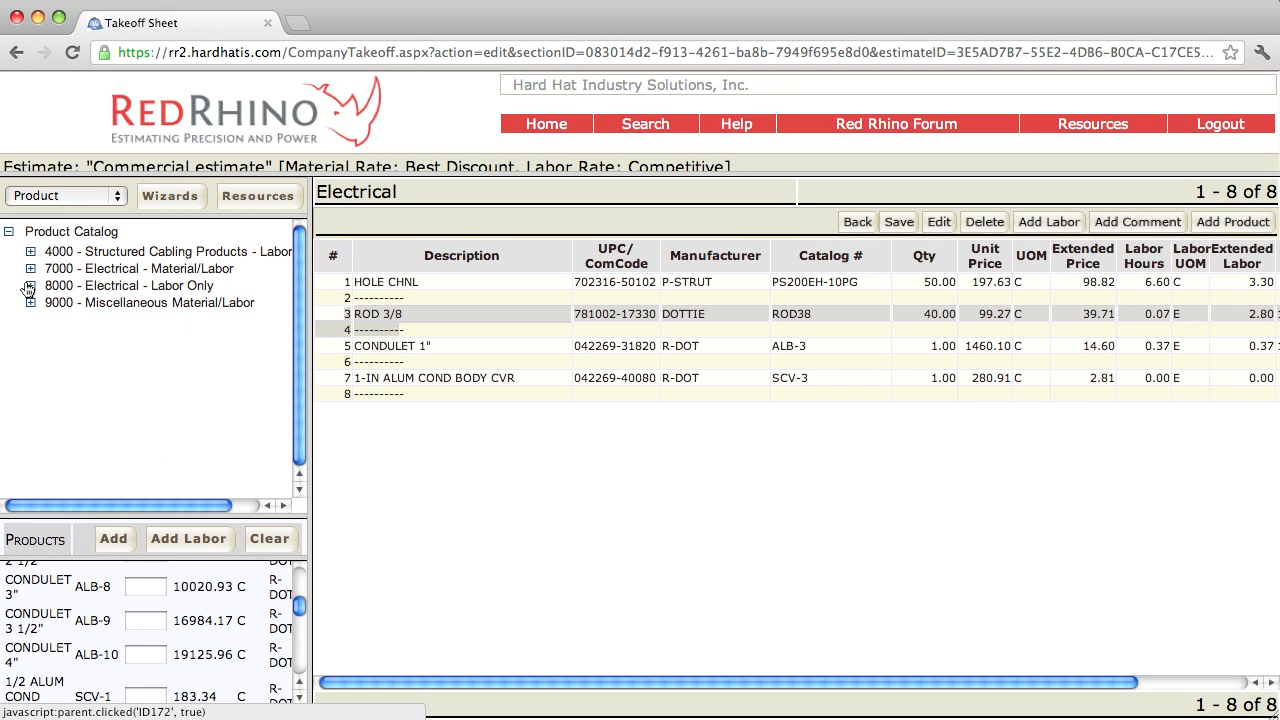 Takeoff Sheet
https://rr2.hardhatis.com/CompanyTakeoff.aspx?action=edit&sectionID=083014d2-f913-4261-ba8b-7949f695e8d0&estimateID=3E5AD7B7-55E2-4DB6-B0CA-C17CE5...
REDRHINO
ESTIMATING PRECISION AND POWER
Hard Hat Industry Solutions, Inc.
Home Search Help Red Rhino Forum Resources Logout
Estimate: "Commercial estimate" [Material Rate: Best Discount, Labor Rate: Competitive]
Product Wizards Resources
Product Catalog
4000 - Structured Cabling Products - Labor
7000 - Electrical - Material/Labor
8000 - Electrical - Labor Only
9000 - Miscellaneous Material/Labor
PRODUCTS Add Add Labor Clear
2 1/2"
CONDULET 3" ALB-8 10020.93 C R-DOT
CONDULET 3 1/2" ALB-9 16984.17 C R-DOT
CONDULET 4" ALB-10 19125.96 C R-DOT
1/2 ALUM COND SCV-1 183.34 C R-DOT
javascript:parent.clicked('ID172', true)
Electrical 1 - 8 of 8
Back Save Edit Delete Add Labor Add Comment Add Product
# Description UPC/ComCode Manufacturer Catalog # Qty Unit Price UOM Extended Price Labor Hours Labor UOM Extended Labor
1 HOLE CHNL 702316-50102 P-STRUT PS200EH-10PG 50.00 197.63 C 98.82 6.60 C 3.30
2 ----------
3 ROD 3/8 781002-17330 DOTTIE ROD38 40.00 99.27 C 39.71 0.07 E 2.80
4 ----------
5 CONDULET 1" 042269-31820 R-DOT ALB-3 1.00 1460.10 C 14.60 0.37 E 0.37
6 ----------
7 1-IN ALUM COND BODY CVR 042269-40080 R-DOT SCV-3 1.00 280.91 C 2.81 0.00 E 0.00
8 ----------
1 - 8 of 8